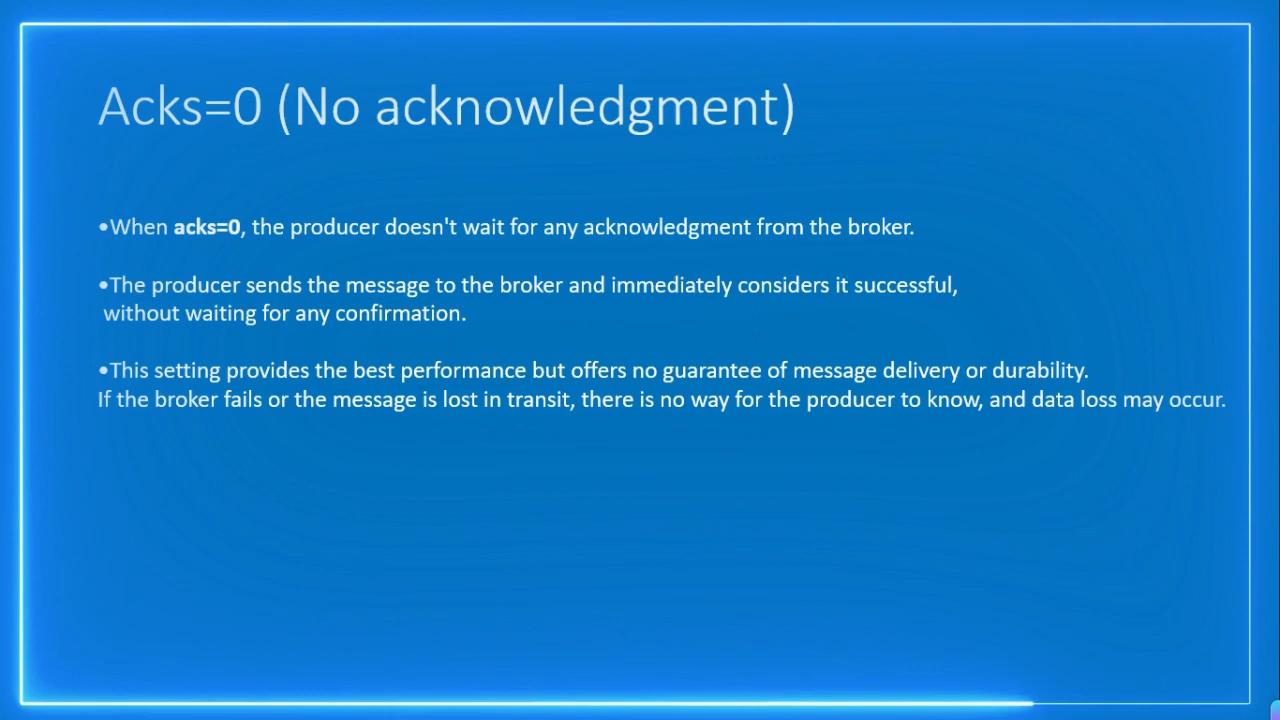 Acks=0 (No acknowledgment)
•When acks=0, the producer doesn't wait for any acknowledgment from the broker.
•The producer sends the message to the broker and immediately considers it successful,
without waiting for any confirmation.
•This setting provides the best performance but offers no guarantee of message delivery or durability.
If the broker fails or the message is lost in transit, there is no way for the producer to know, and data loss may occur.